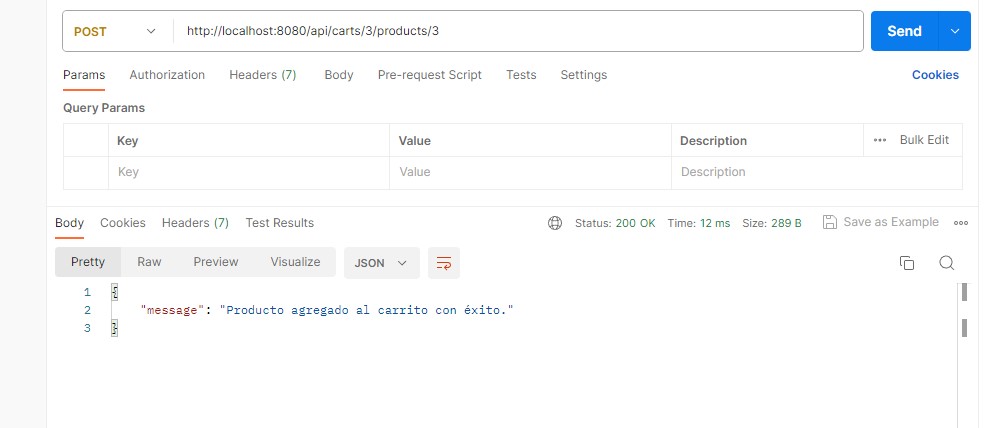 POST http://localhost:8080/api/carts/3/products/3 Send
Params Authorization Headers (7) Body Pre-request Script Tests Settings Cookies
Query Params
Key Value Description ••• Bulk Edit
Key Value Description
Body Cookies Headers (7) Test Results Status: 200 OK Time: 12 ms Size: 289 B Save as Example
Pretty Raw Preview Visualize JSON
1 {
2 "message": "Producto agregado al carrito con éxito."
3 }